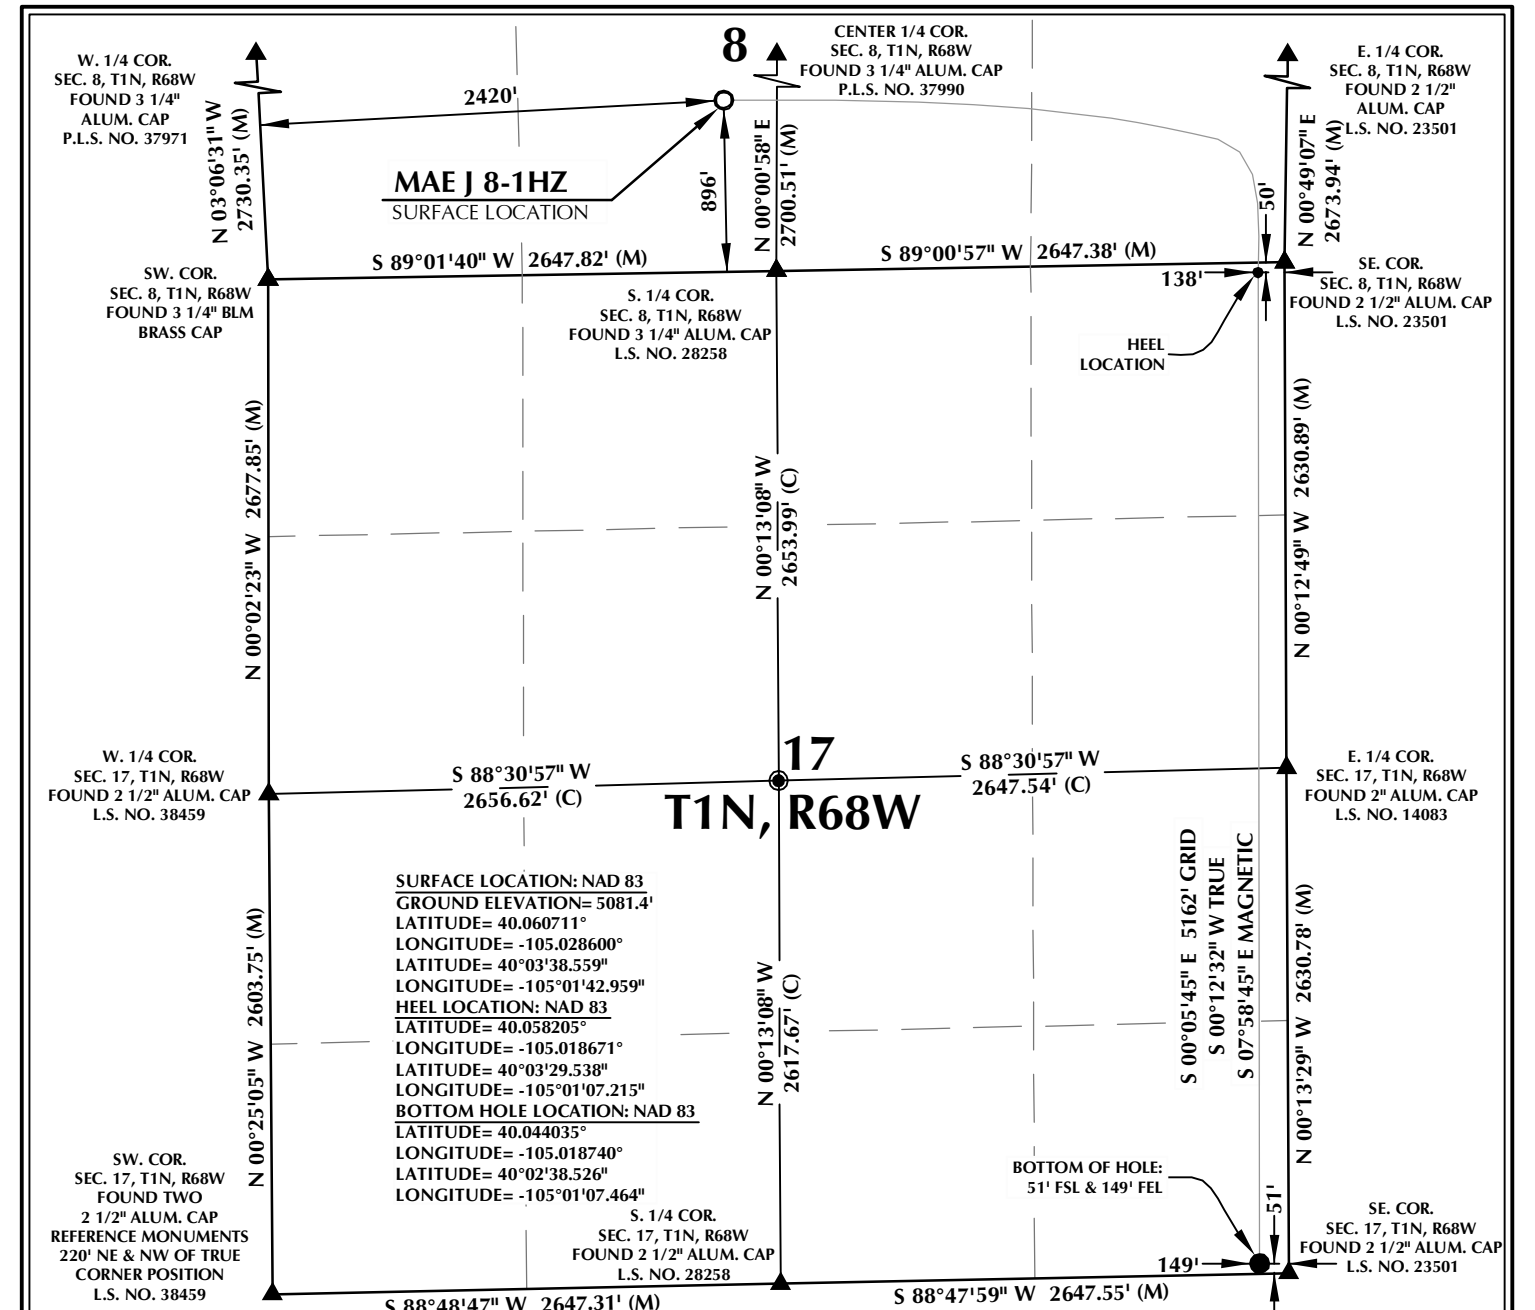 8
W. 1/4 COR.
SEC. 8, T1N, R68W
FOUND 3 1/4"
ALUM. CAP
P.L.S. NO. 37971
CENTER 1/4 COR.
SEC. 8, T1N, R68W
FOUND 3 1/4" ALUM. CAP
P.L.S. NO. 37990
E. 1/4 COR.
SEC. 8, T1N, R68W
FOUND 2 1/2"
ALUM. CAP
L.S. NO. 23501
2420'
N 03°06'31" W
2730.35' (M)
MAE J 8-1HZ
SURFACE LOCATION
896'
N 00°00'58" E
2700.51' (M)
50'
N 00°49'07" E
2673.94' (M)
S 89°01'40" W 2647.82' (M)
S 89°00'57" W 2647.38' (M)
138'
SW. COR.
SEC. 8, T1N, R68W
FOUND 3 1/4" BLM
BRASS CAP
S. 1/4 COR.
SEC. 8, T1N, R68W
FOUND 3 1/4" ALUM. CAP
L.S. NO. 28258
SE. COR.
SEC. 8, T1N, R68W
FOUND 2 1/2" ALUM. CAP
L.S. NO. 23501
HEEL
LOCATION
N 00°02'23" W 2677.85' (M)
N 00°13'08" W
2653.99' (C)
N 00°12'49" W 2630.89' (M)
W. 1/4 COR.
SEC. 17, T1N, R68W
FOUND 2 1/2" ALUM. CAP
L.S. NO. 38459
S 88°30'57" W
2656.62' (C)
17
T1N, R68W
S 88°30'57" W
2647.54' (C)
E. 1/4 COR.
SEC. 17, T1N, R68W
FOUND 2" ALUM. CAP
L.S. NO. 14083
SURFACE LOCATION: NAD 83
GROUND ELEVATION= 5081.4'
LATITUDE= 40.060711°
LONGITUDE= -105.028600°
LATITUDE= 40°03'38.559"
LONGITUDE= -105°01'42.959"
HEEL LOCATION: NAD 83
LATITUDE= 40.058205°
LONGITUDE= -105.018671°
LATITUDE= 40°03'29.538"
LONGITUDE= -105°01'07.215"
BOTTOM HOLE LOCATION: NAD 83
LATITUDE= 40.044035°
LONGITUDE= -105.018740°
LATITUDE= 40°02'38.526"
LONGITUDE= -105°01'07.464"
N 00°25'05" W 2603.75' (M)
N 00°13'08" W
2617.67' (C)
S 00°05'45" E 5162' GRID
S 00°12'32" W TRUE
S 07°58'45" E MAGNETIC
N 00°13'29" W 2630.78' (M)
SW. COR.
SEC. 17, T1N, R68W
FOUND TWO
2 1/2" ALUM. CAP
REFERENCE MONUMENTS
220' NE & NW OF TRUE
CORNER POSITION
L.S. NO. 38459
S. 1/4 COR.
SEC. 17, T1N, R68W
FOUND 2 1/2" ALUM. CAP
L.S. NO. 28258
BOTTOM OF HOLE:
51' FSL & 149' FEL
51'
149'
SE. COR.
SEC. 17, T1N, R68W
FOUND 2 1/2" ALUM. CAP
L.S. NO. 23501
S 88°48'47" W 2647.31' (M)
S 88°47'59" W 2647.55' (M)